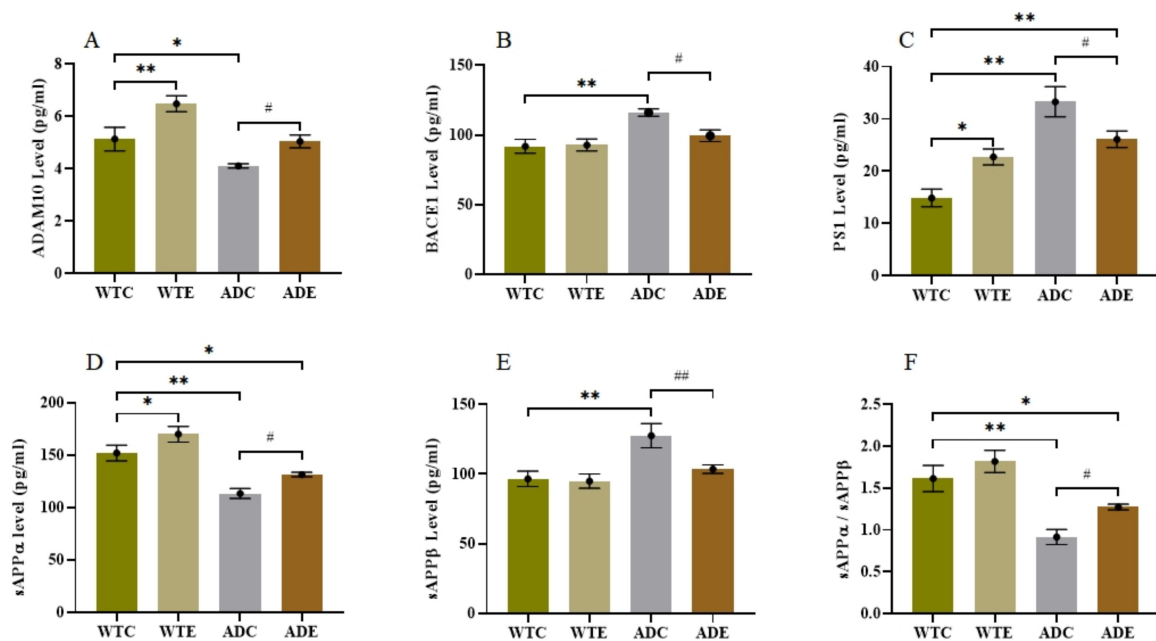 A
ADAM10 Level (pg/ml)
8
6
4
2
0
*
**
#
WTC WTE ADC ADE
B
BACE1 Level (pg/ml)
150
100
50
0
**
#
WTC WTE ADC ADE
C
PS1 Level (pg/ml)
40
30
20
10
0
**
**
#
*
WTC WTE ADC ADE
D
sAPPα level (pg/ml)
200
150
100
50
0
*
**
*
#
WTC WTE ADC ADE
E
sAPPβ Level (pg/ml)
150
100
50
0
**
##
WTC WTE ADC ADE
F
sAPPα / sAPPβ
2.5
2.0
1.5
1.0
0.5
0.0
*
**
#
WTC WTE ADC ADE